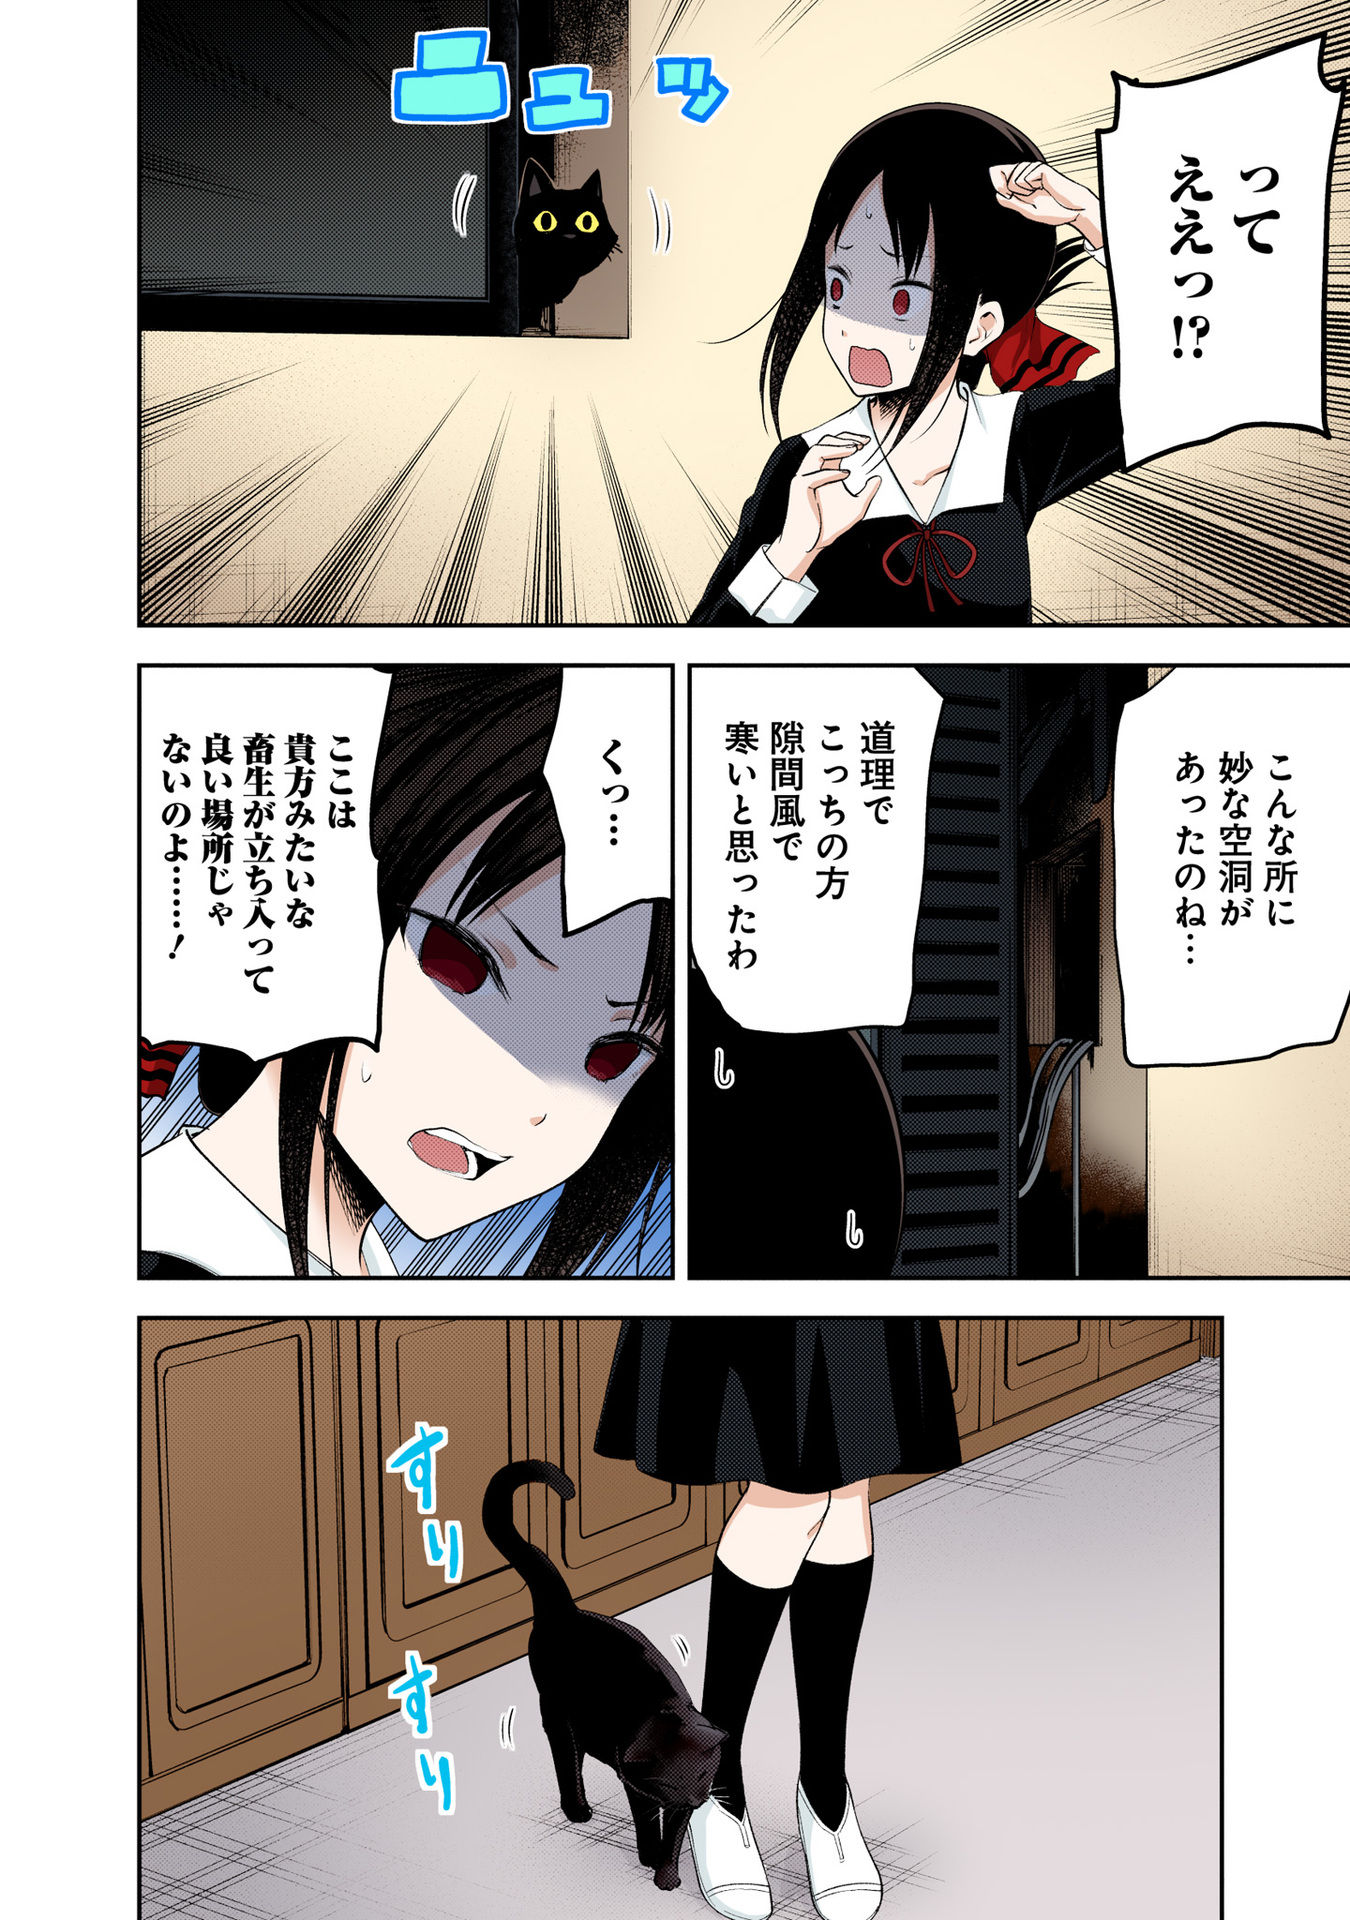 って
ええっ!?
ニュッ
こんな所に
妙な空洞が
あったのね…
道理で
こっちの方
隙間風で
寒いと思ったわ
くっ…
ここは
貴方みたいな
畜生が立ち入って
良い場所じゃ
ないのよ……！
すり
すり